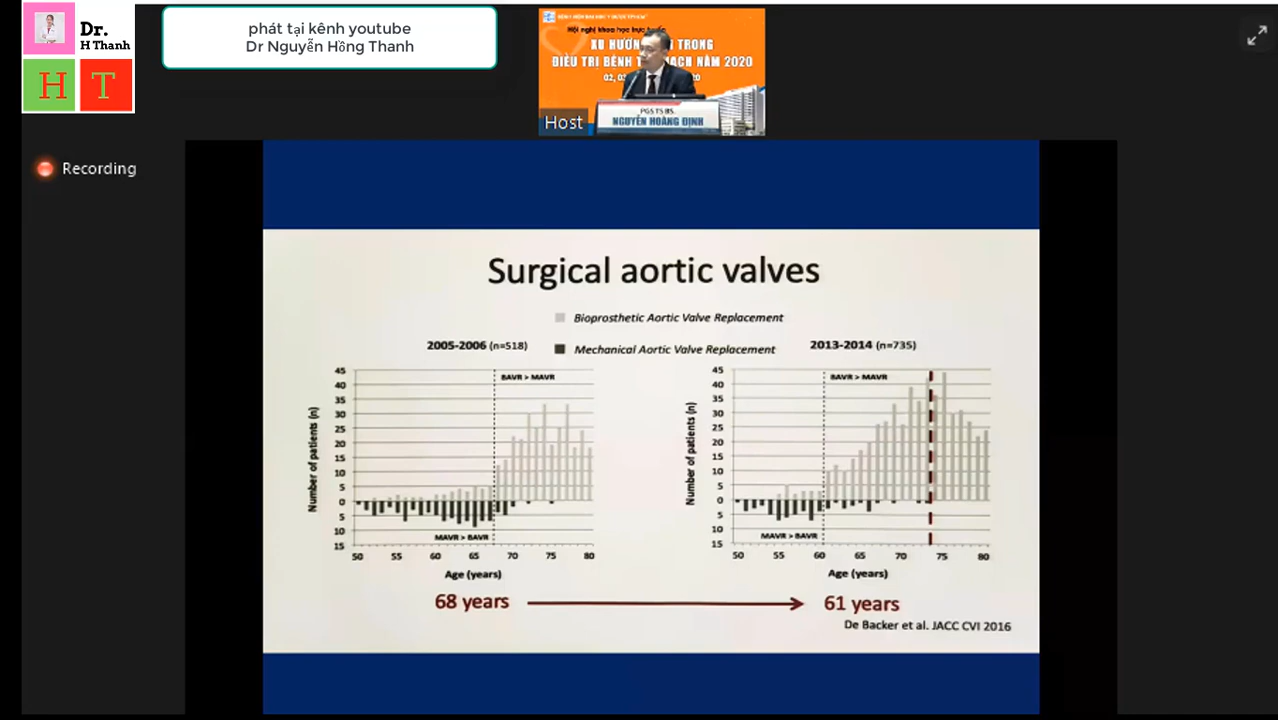 Dr.
H Thanh
H T
phát tại kênh youtube
Dr Nguyễn Hồng Thanh
BỆNH VIỆN ĐẠI HỌC Y DƯỢC TPHCM
Hội nghị khoa học trực tuyến
XU HƯỚNG TRONG
ĐIỀU TRỊ BỆNH MẠCH NĂM 2020
PGS.TS.BS.
NGUYỄN HOÀNG ĐỊNH
Host
Recording
Surgical aortic valves
Bioprosthetic Aortic Valve Replacement
2005-2006 (n=518)
Mechanical Aortic Valve Replacement
2013-2014 (n=735)
BAVR > MAVR
MAVR > BAVR
Number of patients (n)
45
40
35
30
25
20
15
10
5
0
5
10
15
50 55 60 65 70 75 80
Age (years)
BAVR > MAVR
MAVR > BAVR
Number of patients (n)
45
40
35
30
25
20
15
10
5
0
5
10
15
50 55 60 65 70 75 80
Age (years)
68 years
61 years
De Backer et al. JACC CVI 2016